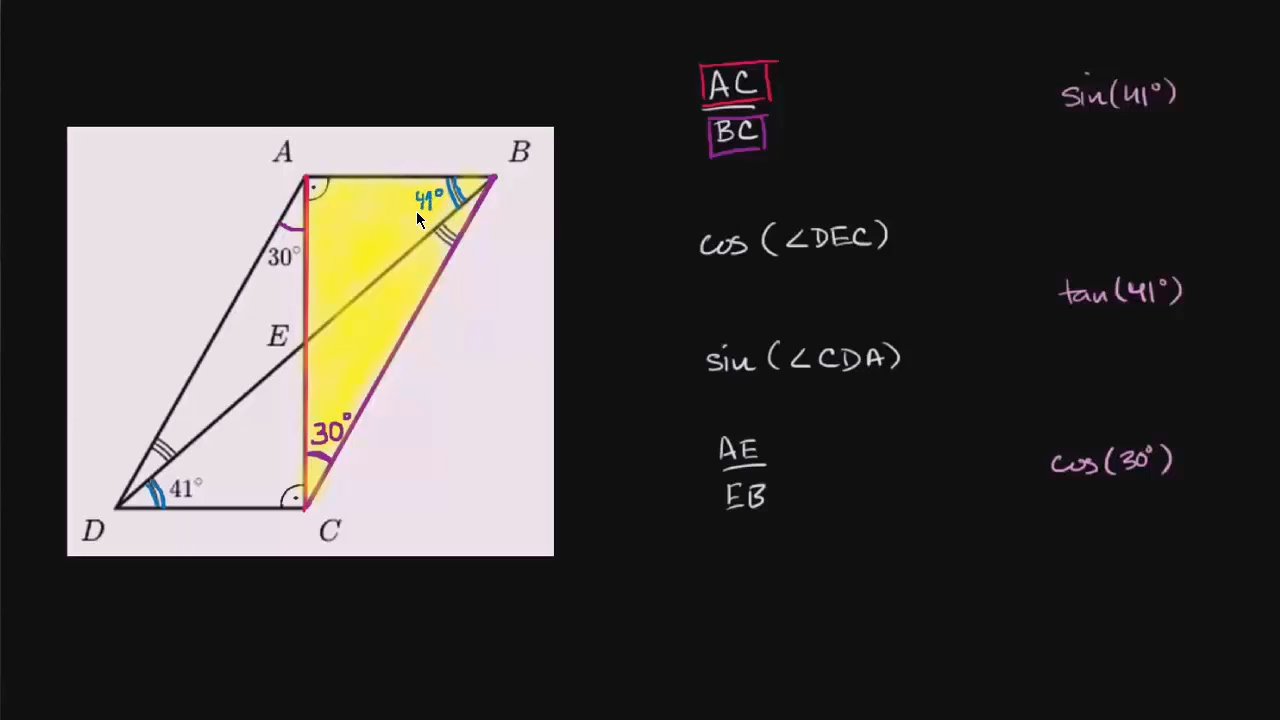 A
B
41°
30°
E
30°
41°
D
C
AC
BC
cos (∠DEC)
sin (∠CDA)
AE
EB
sin(41°)
tan(41°)
cos(30°)